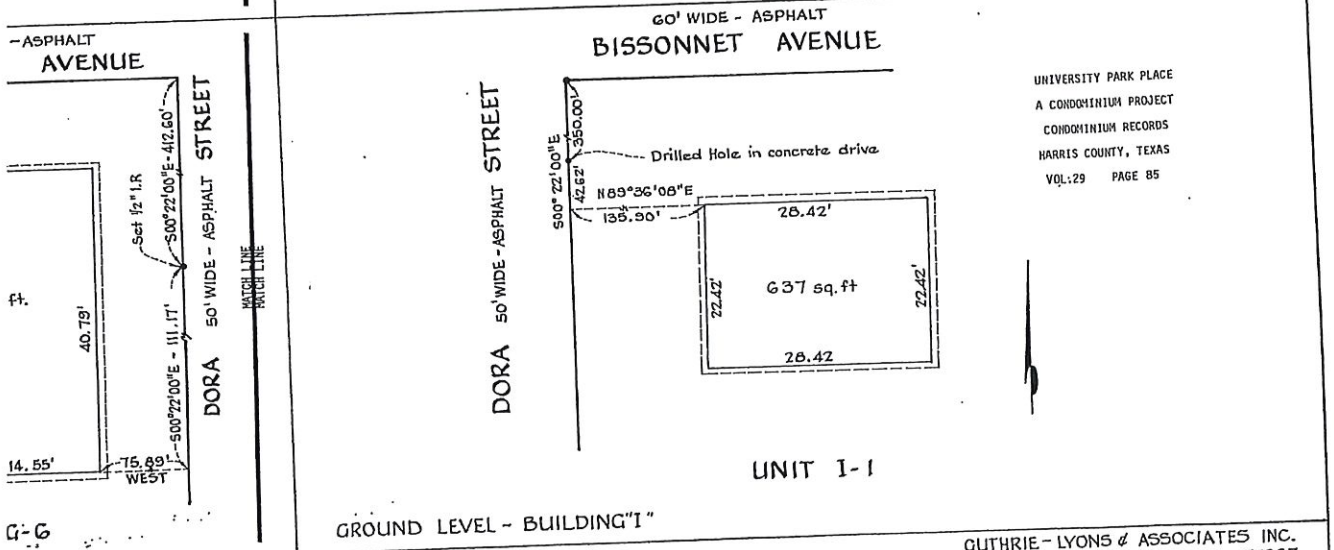 -ASPHALT
AVENUE
Set 1/2" I.R
S00°22'00"E - 412.60'
DORA 50' WIDE - ASPHALT STREET
ft.
40.79'
S00°22'00"E - 111.17'
14.55'
75.89'
WEST
G-6
MATCH LINE
MATCH LINE
60' WIDE - ASPHALT
BISSONNET AVENUE
DORA 50' WIDE - ASPHALT STREET
S00°22'00"E
350.00'
42.62'
Drilled Hole in concrete drive
N89°36'08"E
135.90'
28.42'
22.42'
637 sq.ft
22.42'
28.42
UNIT I-1
GROUND LEVEL - BUILDING "I"
UNIVERSITY PARK PLACE
A CONDOMINIUM PROJECT
CONDOMINIUM RECORDS
HARRIS COUNTY, TEXAS
VOL:29 PAGE 85
GUTHRIE-LYONS & ASSOCIATES INC.